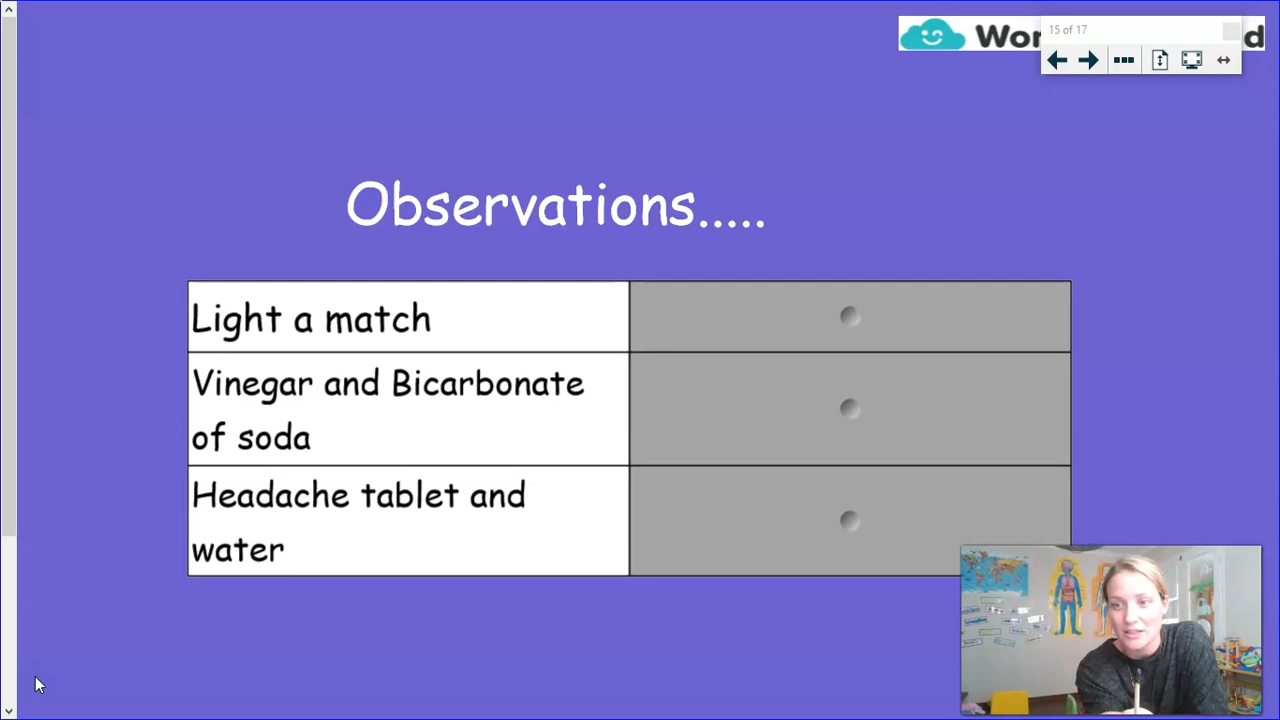 15 of 17
Observations.....
Light a match
Vinegar and Bicarbonate
of soda
Headache tablet and
water